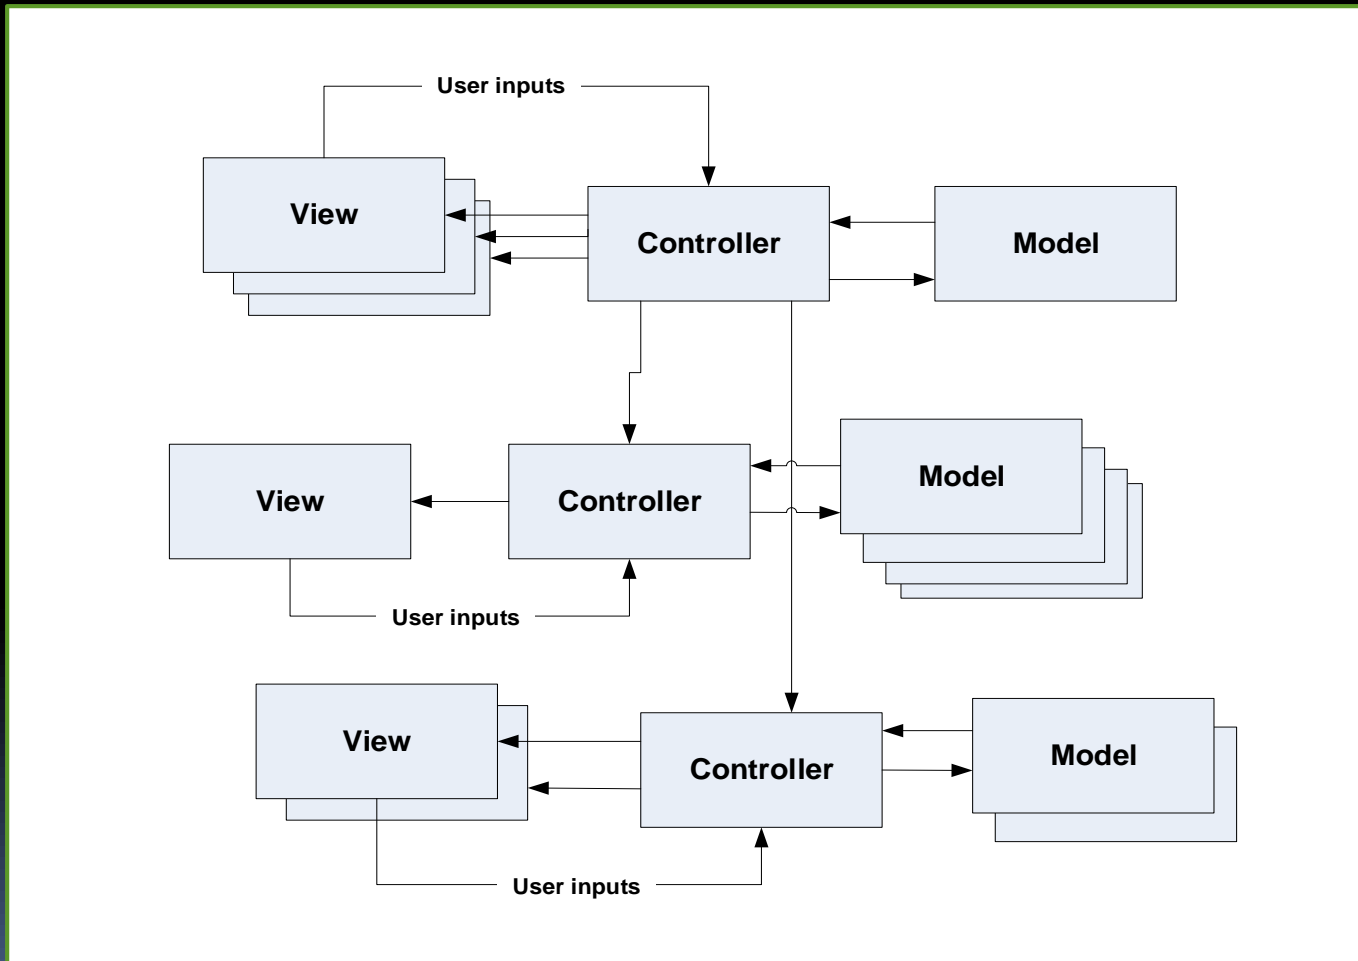 User inputs
View
Controller
Model
View
Controller
Model
User inputs
View
Controller
Model
User inputs